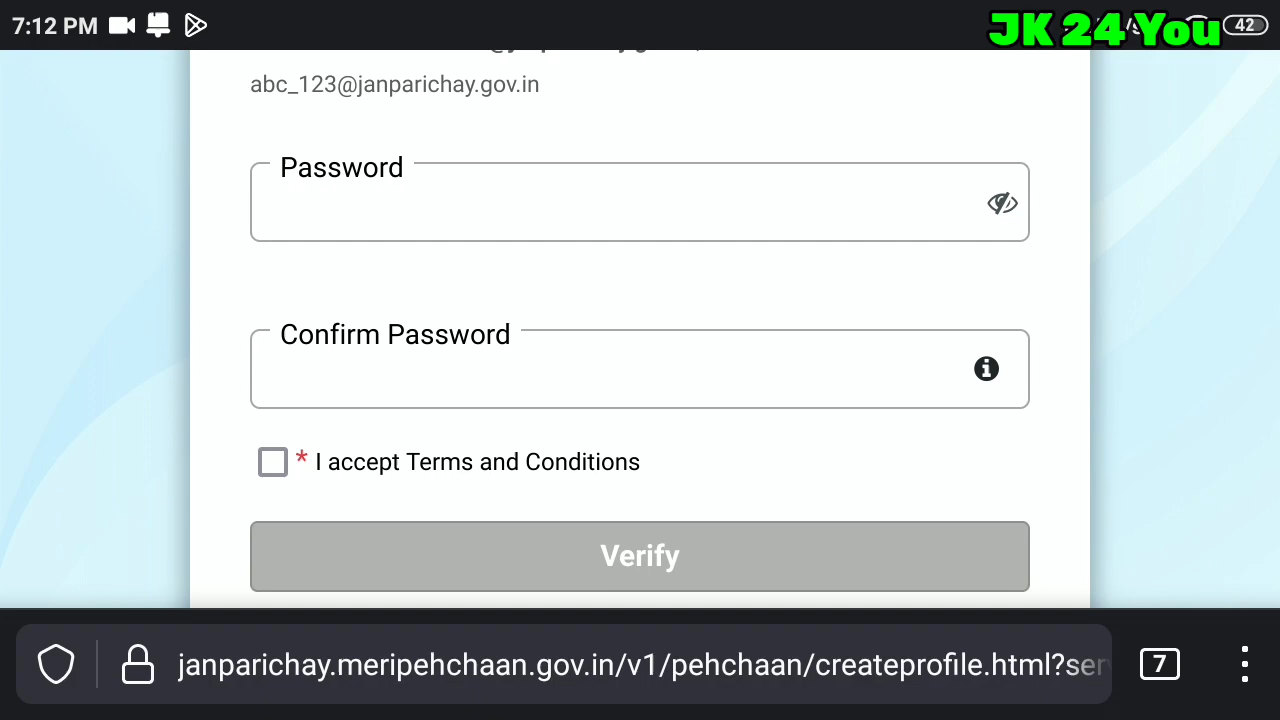 7:12 PM
JK 24 You
42
abc_123@janparichay.gov.in
Password
Confirm Password
* I accept Terms and Conditions
Verify
janparichay.meripehchaan.gov.in/v1/pehchaan/createprofile.html?ser
7